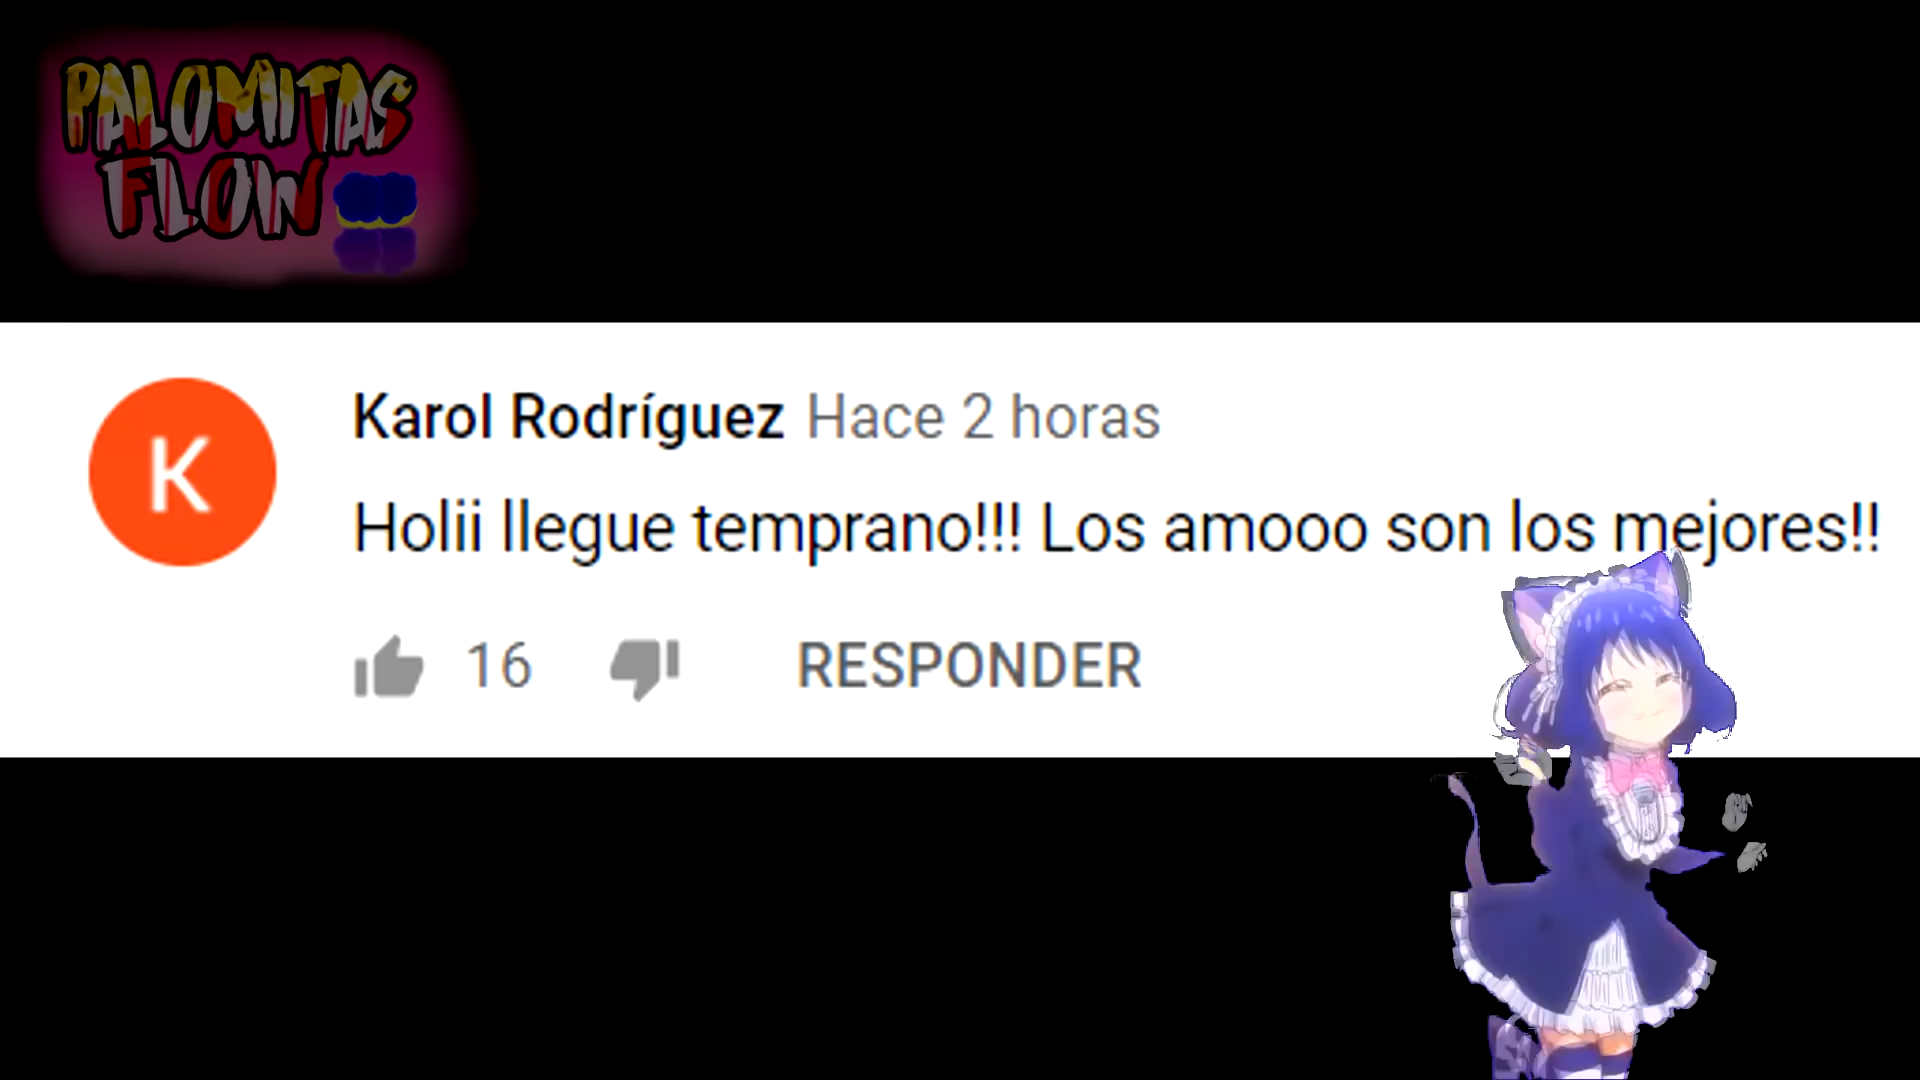 PALOMITAS
FLOW
K
Karol Rodríguez Hace 2 horas
Holii llegue temprano!!! Los amooo son los mejores!!
16
RESPONDER